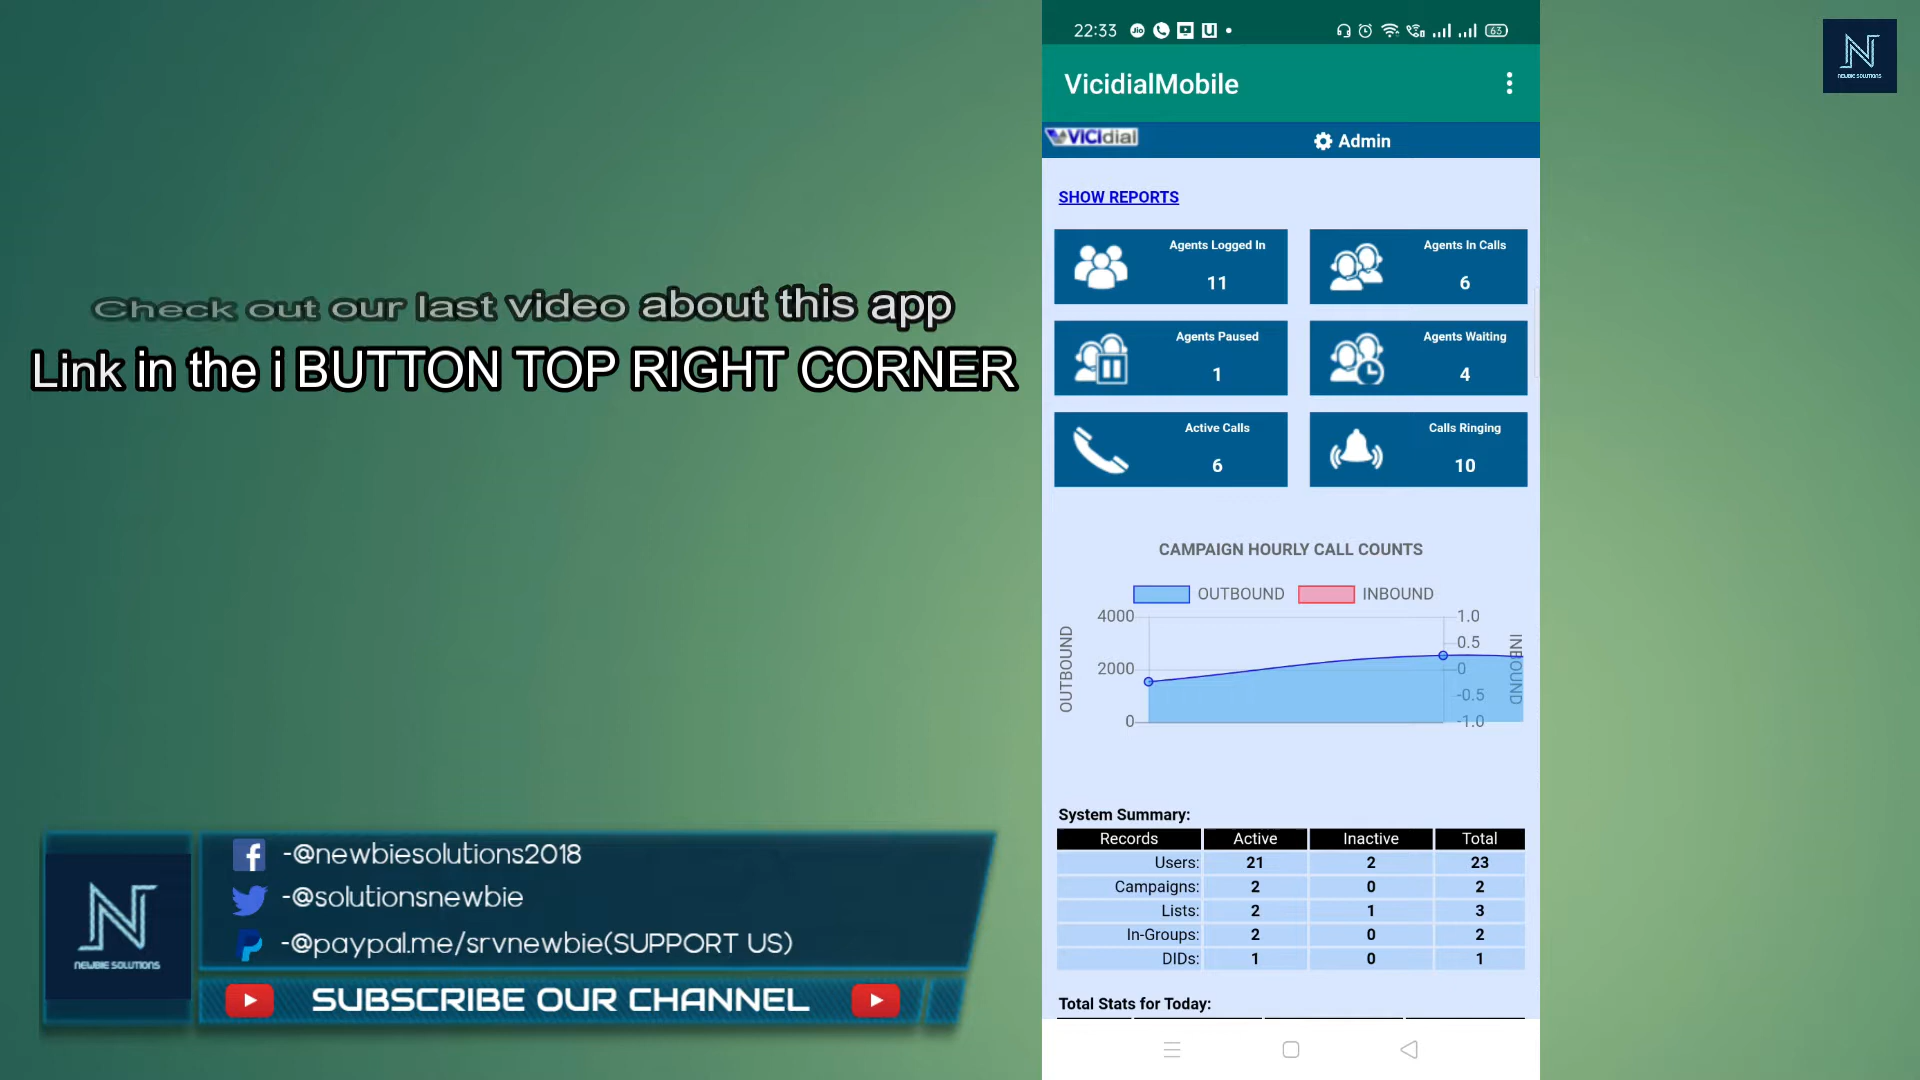 Check out our last video about this app
Link in the i BUTTON TOP RIGHT CORNER
-@newbiesolutions2018
-@solutionsnewbie
-@paypal.me/srvnewbie(SUPPORT US)
NEWBIE SOLUTIONS
SUBSCRIBE OUR CHANNEL
22:33
Jio
63
VicidialMobile
VICIdial
Admin
SHOW REPORTS
Agents Logged In
11
Agents In Calls
6
Agents Paused
1
Agents Waiting
4
Active Calls
6
Calls Ringing
10
CAMPAIGN HOURLY CALL COUNTS
OUTBOUND INBOUND
4000
2000
0
OUTBOUND
1.0
0.5
0
-0.5
-1.0
INBOUND
System Summary:
Records Active Inactive Total
Users: 21 2 23
Campaigns: 2 0 2
Lists: 2 1 3
In-Groups: 2 0 2
DIDs: 1 0 1
Total Stats for Today:
NEWBIE SOLUTIONS